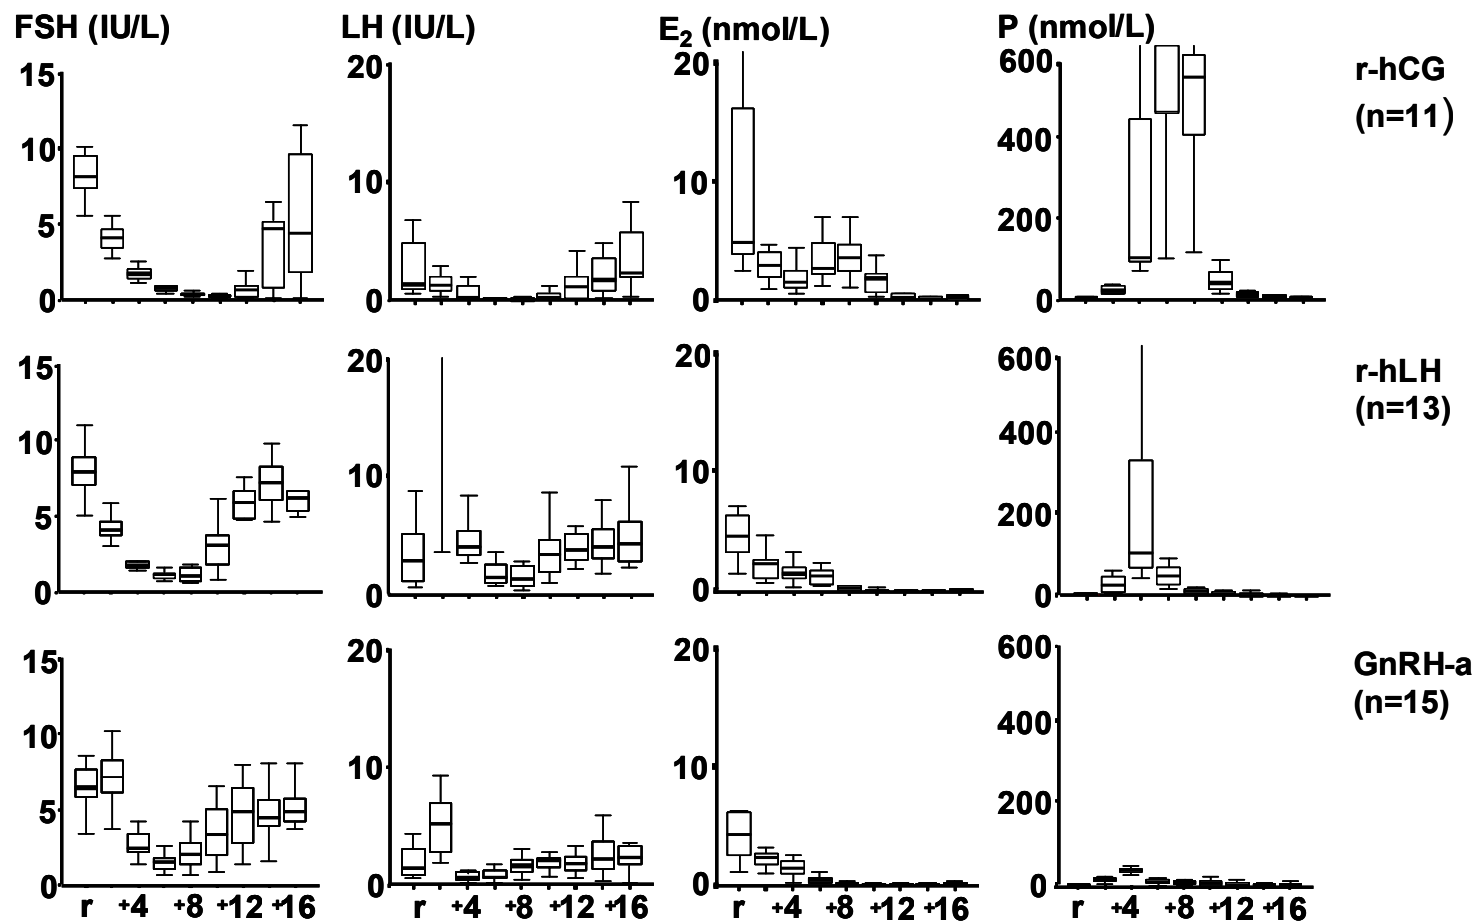 FSH (IU/L) LH (IU/L) E₂ (nmol/L) P (nmol/L)
15 20 20 600
10 10 10 400
5 200
0 0 0 0
r-hCG
(n=11)
15 20 20 600
10 10 10 400
5 200
0 0 0 0
r-hLH
(n=13)
15 20 20 600
10 10 10 400
5 200
0 0 0 0
GnRH-a
(n=15)
r +4 +8 +12 +16 r +4 +8 +12 +16 r +4 +8 +12 +16 r +4 +8 +12 +16